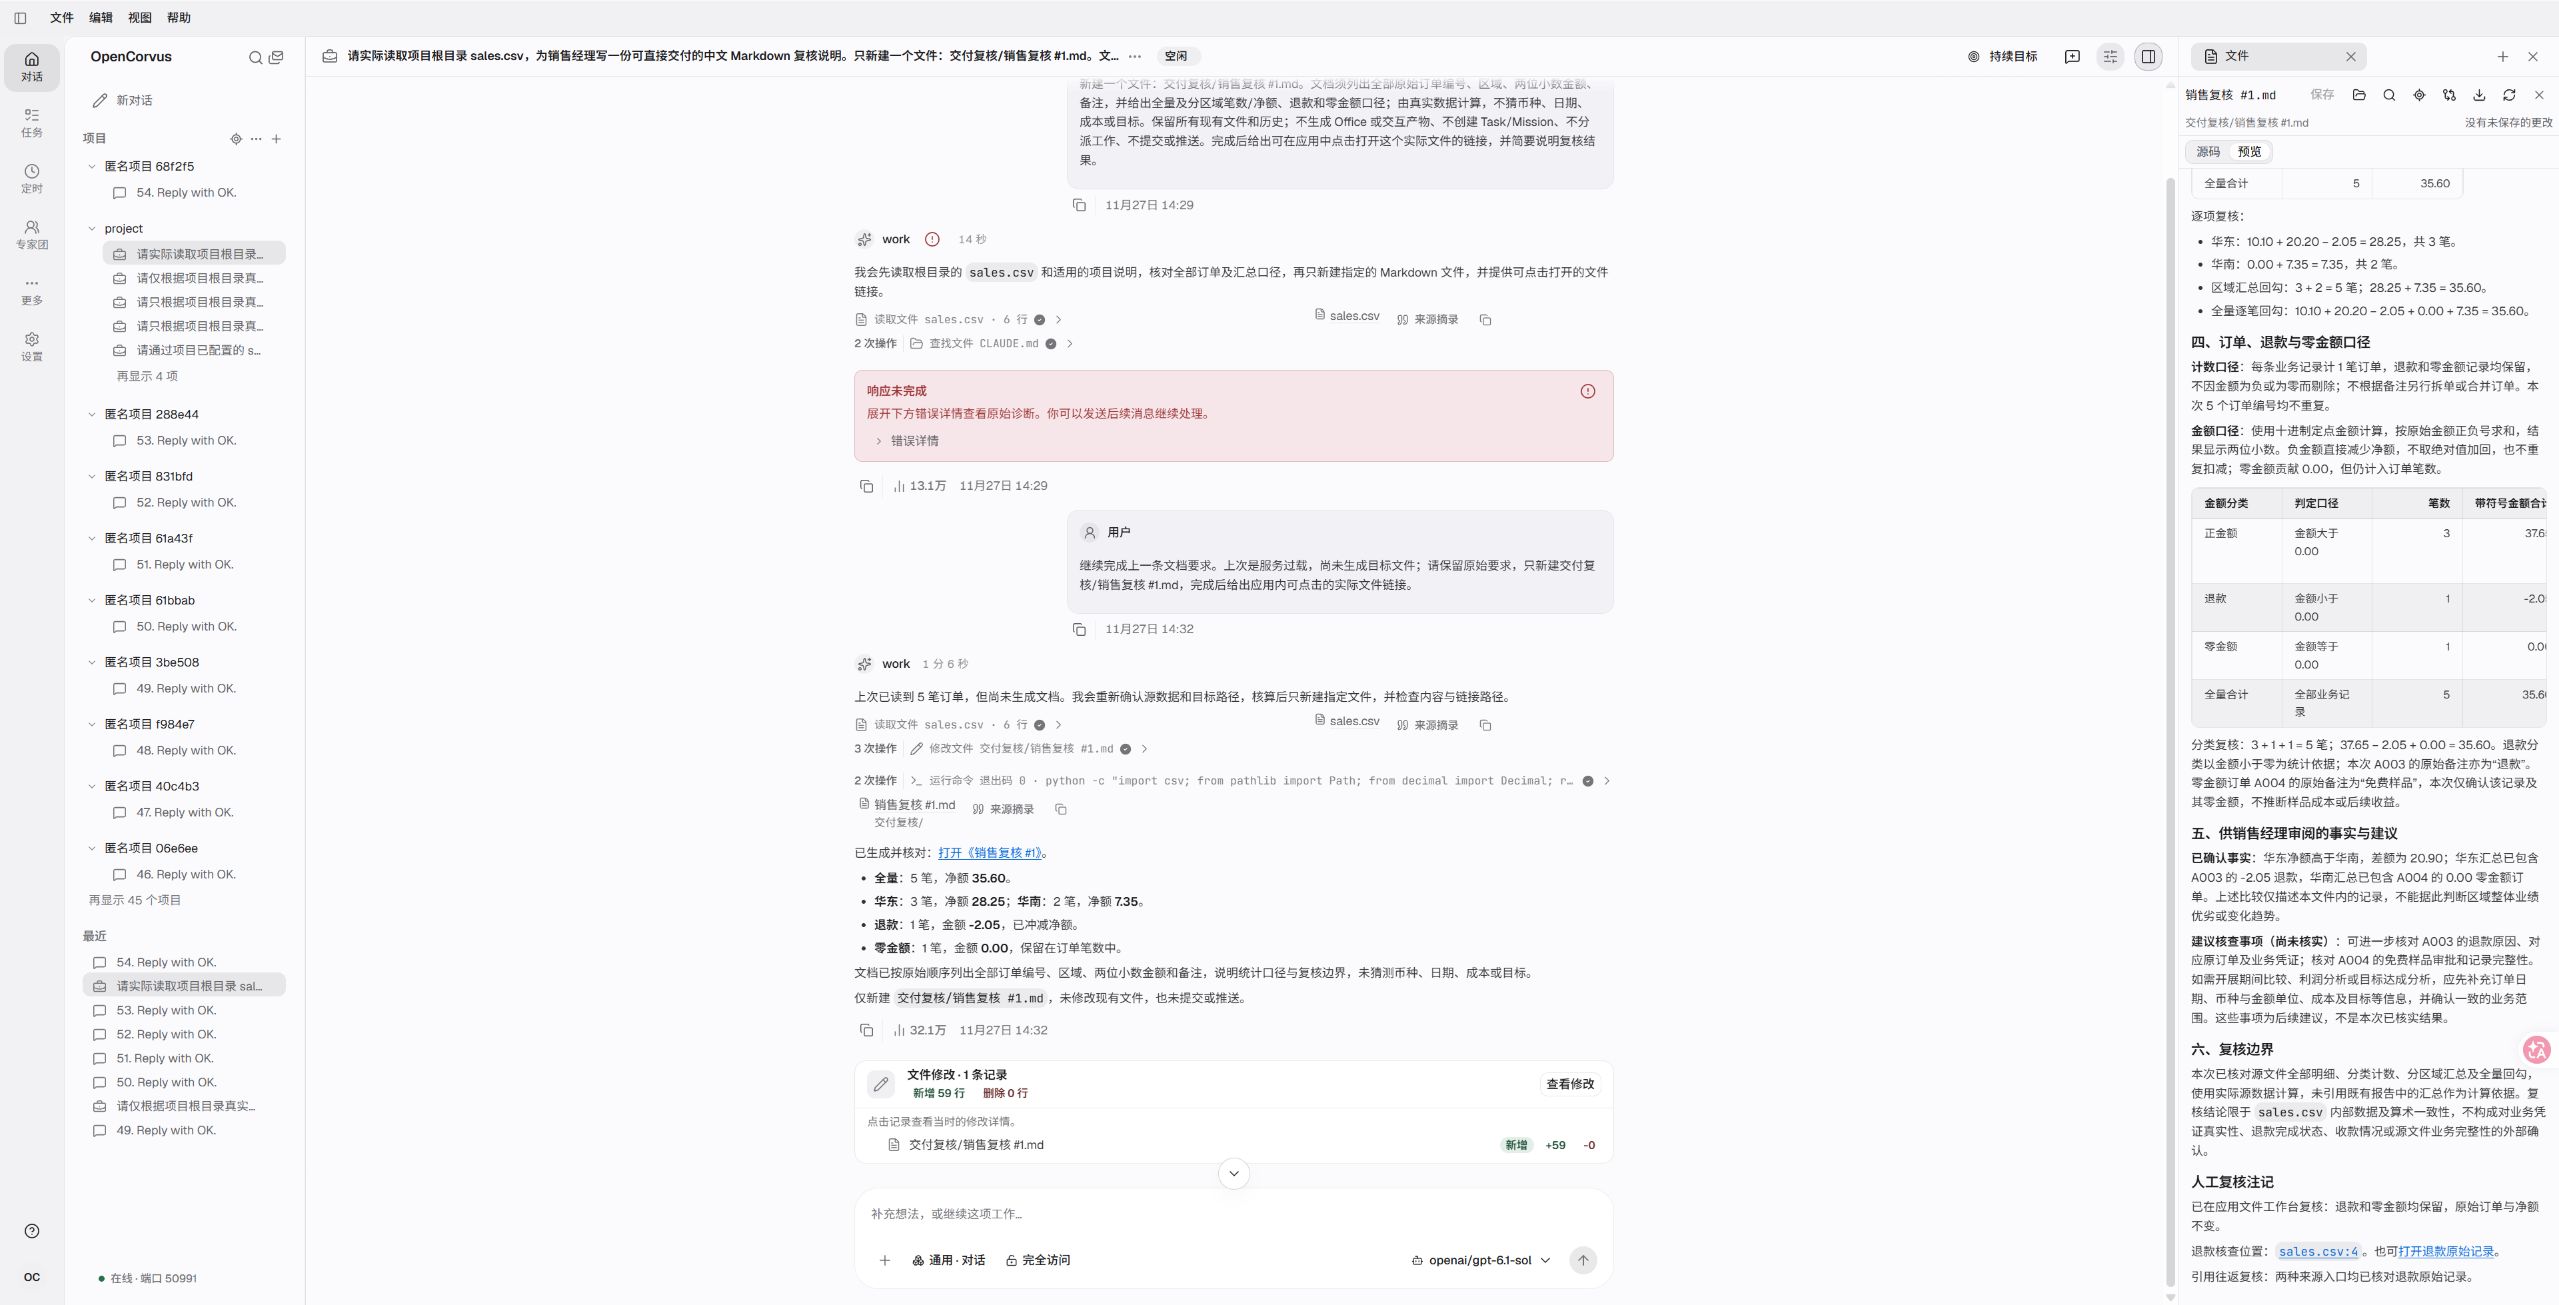 文件 编辑 视图 帮助
对话
任务
定时
专家团
更多
设置
OC
OpenCorvus
新对话
项目
匿名项目 68f2f5
54. Reply with OK.
project
请实际读取项目根目录...
请仅根据项目根目录真...
请只根据项目根目录真...
请只根据项目根目录真...
请通过项目已配置的 s...
再显示 4 项
匿名项目 288e44
53. Reply with OK.
匿名项目 831bfd
52. Reply with OK.
匿名项目 61a43f
51. Reply with OK.
匿名项目 61bbab
50. Reply with OK.
匿名项目 3be508
49. Reply with OK.
匿名项目 f984e7
48. Reply with OK.
匿名项目 40c4b3
47. Reply with OK.
匿名项目 06e6ee
46. Reply with OK.
再显示 45 个项目
最近
54. Reply with OK.
请实际读取项目根目录 sal...
53. Reply with OK.
52. Reply with OK.
51. Reply with OK.
50. Reply with OK.
请仅根据项目根目录真实...
49. Reply with OK.
在线 · 端口 50991
请实际读取项目根目录 sales.csv，为销售经理写一份可直接交付的中文 Markdown 复核说明。只新建一个文件：交付复核/销售复核 #1.md。文... 空闲
持续目标
新建一个文件：交付复核/销售复核 #1.md。文档须列出全部原始订单编号、区域、两位小数金额、
备注，并给出全量及分区域笔数/净额、退款和零金额口径；由真实数据计算，不猜币种、日期、
成本或目标。保留所有现有文件和历史；不生成 Office 或交互产物、不创建 Task/Mission、不分
派工作、不提交或推送。完成后给出可在应用中点击打开这个实际文件的链接，并简要说明复核结
果。
11月27日 14:29
work 14 秒
我会先读取根目录的 sales.csv 和适用的项目说明，核对全部订单及汇总口径，再只新建指定的 Markdown 文件，并提供可点击打开的文件
链接。
读取文件 sales.csv · 6 行 sales.csv 来源摘录
2 次操作 查找文件 CLAUDE.md
响应未完成
展开下方错误详情查看原始诊断。你可以发送后续消息继续处理。
错误详情
13.1万 11月27日 14:29
用户
继续完成上一条文档要求。上次是服务过载，尚未生成目标文件；请保留原始要求，只新建交付复
核/销售复核 #1.md，完成后给出应用内可点击的实际文件链接。
11月27日 14:32
work 1 分 6 秒
上次已读到 5 笔订单，但尚未生成文档。我会重新确认源数据和目标路径，核算后只新建指定文件，并检查内容与链接路径。
读取文件 sales.csv · 6 行 sales.csv 来源摘录
3 次操作 修改文件 交付复核/销售复核 #1.md
2 次操作 >_ 运行命令 退出码 0 · python -c "import csv; from pathlib import Path; from decimal import Decimal; r...
销售复核 #1.md 来源摘录
交付复核/
已生成并核对：打开《销售复核 #1》。
• 全量：5 笔，净额 35.60。
• 华东：3 笔，净额 28.25；华南：2 笔，净额 7.35。
• 退款：1 笔，金额 -2.05，已冲减净额。
• 零金额：1 笔，金额 0.00，保留在订单笔数中。
文档已按原始顺序列出全部订单编号、区域、两位小数金额和备注，说明统计口径与复核边界，未猜测币种、日期、成本或目标。
仅新建 交付复核/销售复核 #1.md，未修改现有文件，也未提交或推送。
32.1万 11月27日 14:32
文件修改 · 1 条记录
新增 59 行 删除 0 行
查看修改
点击记录查看当时的修改详情。
交付复核/销售复核 #1.md 新增 +59 -0
补充想法，或继续这项工作...
通用 · 对话 完全访问 openai/gpt-6.1-sol
文件
销售复核 #1.md 保存
交付复核/销售复核 #1.md 没有未保存的更改
源码 预览
全量合计 5 35.60
逐项复核：
• 华东：10.10 + 20.20 − 2.05 = 28.25，共 3 笔。
• 华南：0.00 + 7.35 = 7.35，共 2 笔。
• 区域汇总回勾：3 + 2 = 5 笔；28.25 + 7.35 = 35.60。
• 全量逐笔回勾：10.10 + 20.20 − 2.05 + 0.00 + 7.35 = 35.60。
四、订单、退款与零金额口径
计数口径：每条业务记录计 1 笔订单，退款和零金额记录均保留，
不因金额为负或为零而剔除；不根据备注另行拆单或合并订单。本
次 5 个订单编号均不重复。
金额口径：使用十进制定点金额计算，按原始金额正负号求和，结
果显示两位小数。负金额直接减少净额，不取绝对值加回，也不重
复扣减；零金额贡献 0.00，但仍计入订单笔数。
金额分类 判定口径 笔数 带符号金额合计
正金额 金额大于 3 37.6
0.00
退款 金额小于 1 -2.0
0.00
零金额 金额等于 1 0.0
0.00
全量合计 全部业务记 5 35.6
录
分类复核：3 + 1 + 1 = 5 笔；37.65 − 2.05 + 0.00 = 35.60。退款分
类以金额小于零为统计依据；本次 A003 的原始备注亦为“退款”。
零金额订单 A004 的原始备注为“免费样品”，本次仅确认该记录及
其零金额，不推断样品成本或后续收益。
五、供销售经理审阅的事实与建议
已确认事实：华东净额高于华南，差额为 20.90；华东汇总已包含
A003 的 -2.05 退款，华南汇总已包含 A004 的 0.00 零金额订
单。上述比较仅描述本文件内的记录，不能据此判断区域整体业绩
优劣或变化趋势。
建议核查事项（尚未核实）：可进一步核对 A003 的退款原因、对
应原订单及业务凭证；核对 A004 的免费样品审批和记录完整性。
如需开展期间比较、利润分析或目标达成分析，应先补充订单日
期、币种与金额单位、成本及目标等信息，并确认一致的业务范
围。这些事项为后续建议，不是本次已核实结果。
六、复核边界
本次已核对源文件全部明细、分类计数、分区域汇总及全量回勾，
使用实际源数据计算，未引用既有报告中的汇总作为计算依据。复
核结论限于 sales.csv 内部数据及算术一致性，不构成对业务凭
证真实性、退款完成状态、收款情况或源文件业务完整性的外部确
认。
人工复核注记
已在应用文件工作台复核：退款和零金额均保留，原始订单与净额
不变。
退款核查位置：sales.csv:4。也可打开退款原始记录。
引用往返复核：两种来源入口均已核对退款原始记录。